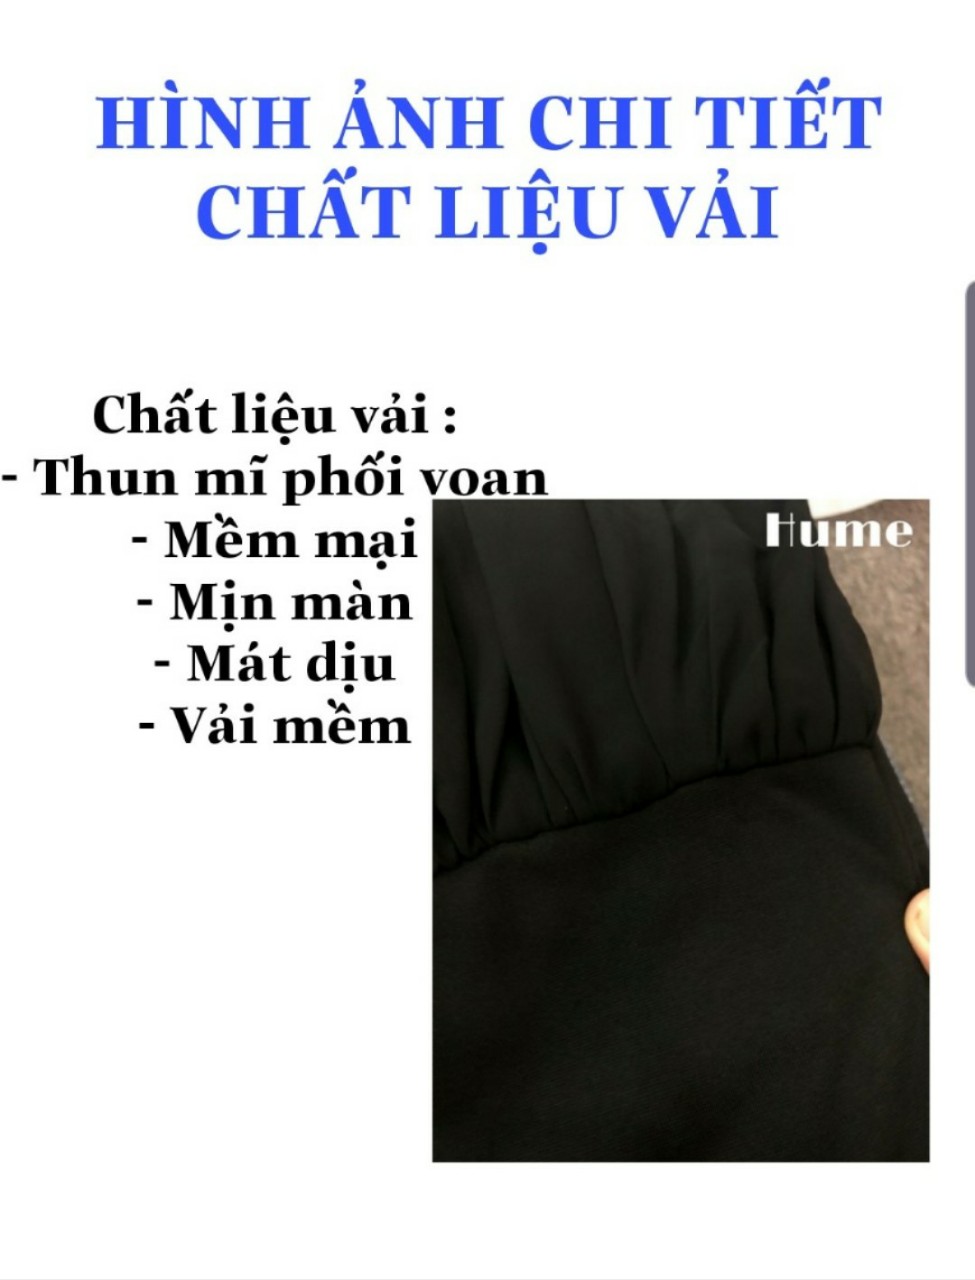 HÌNH ẢNH CHI TIẾT
CHẤT LIỆU VẢI
Chất liệu vải :
- Thun mĩ phối voan
- Mềm mại
- Mịn màn
- Mát dịu
- Vải mềm
Hume